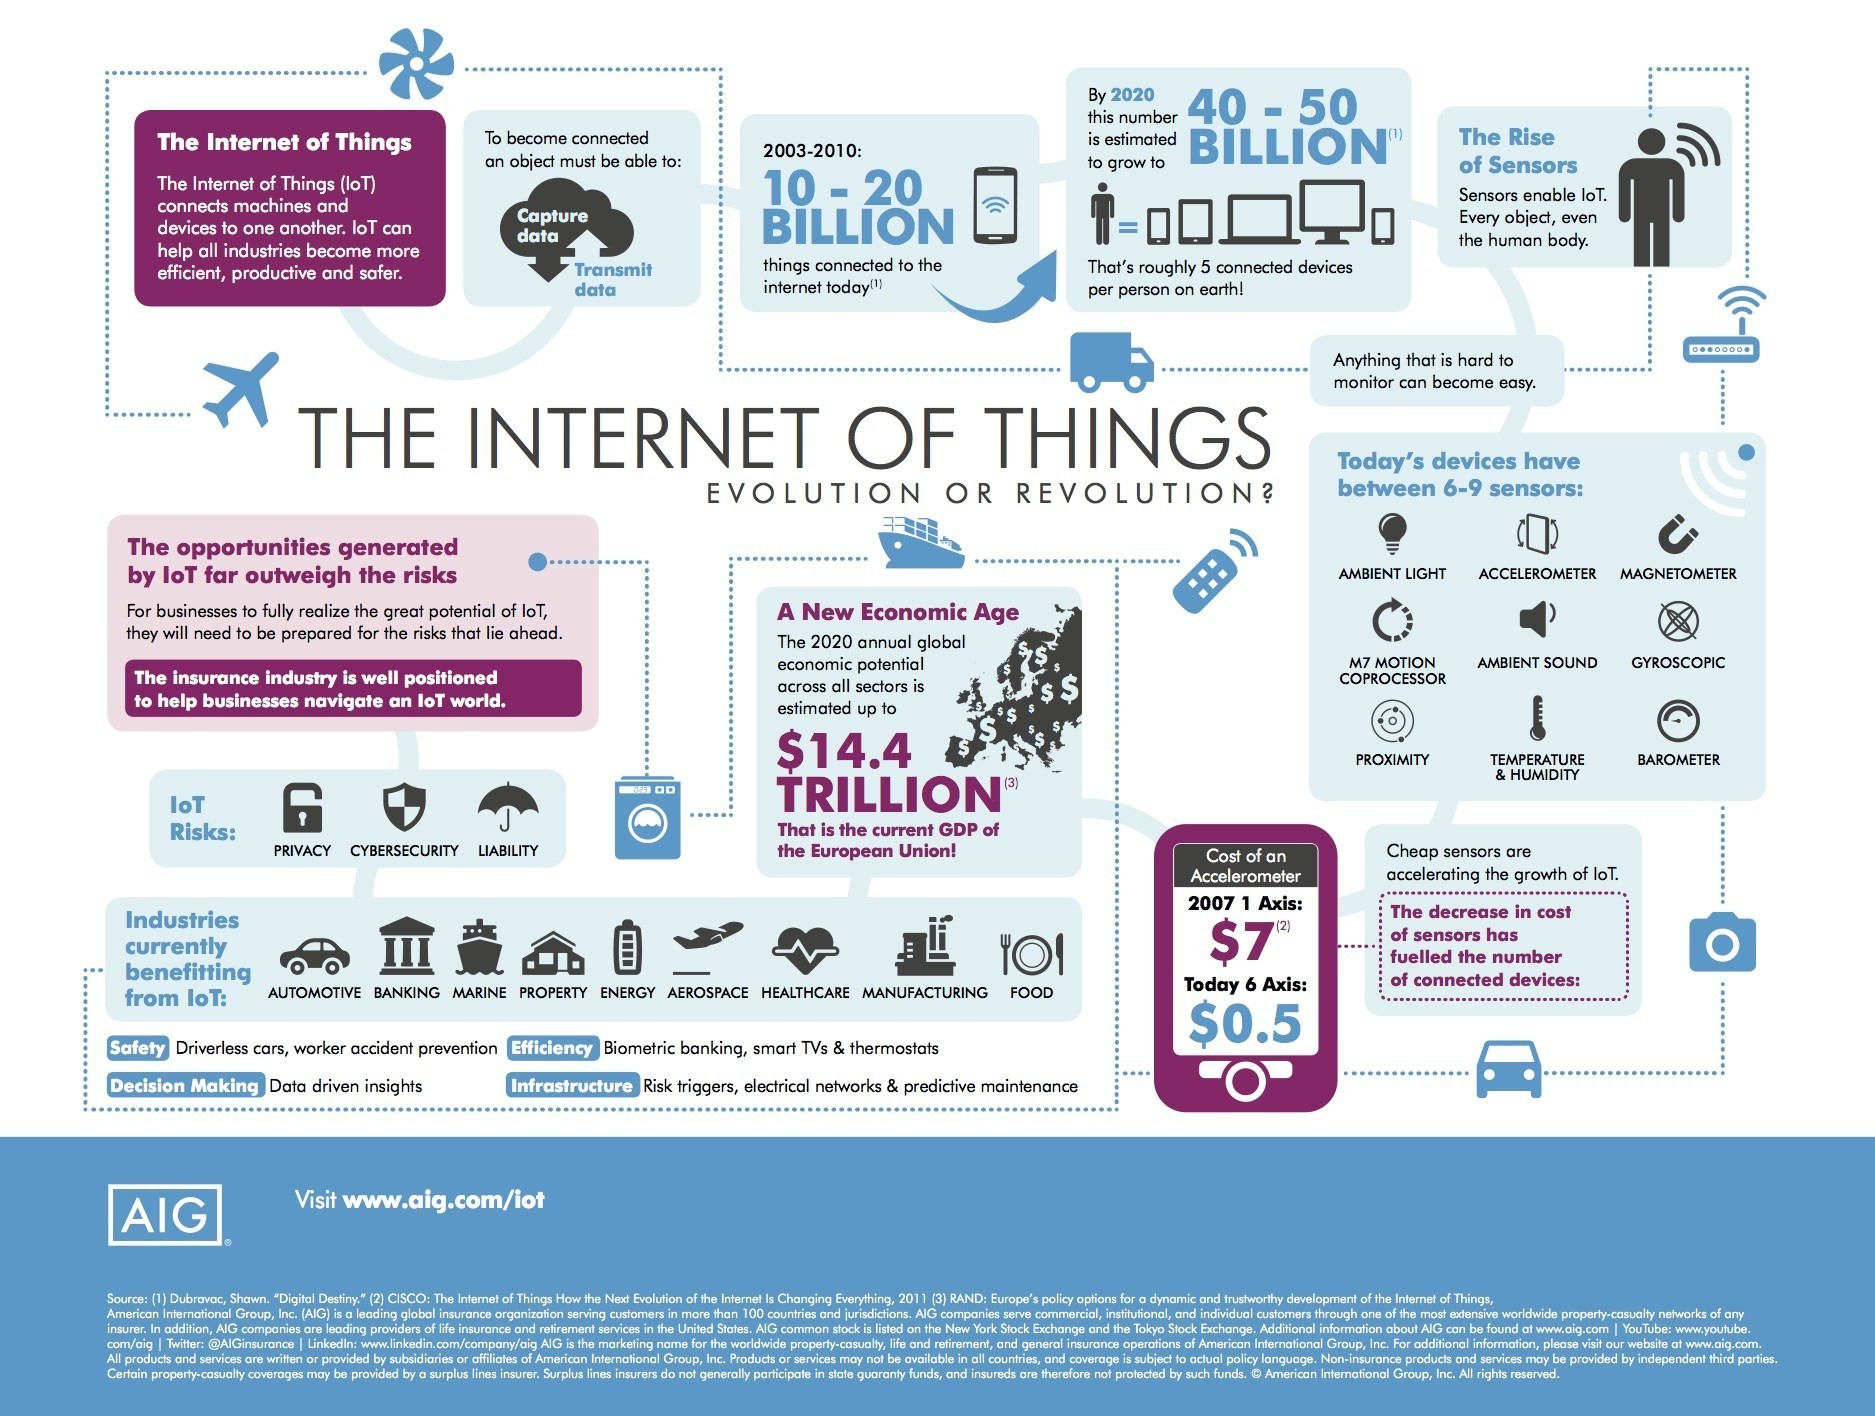 The Internet of Things
The Internet of Things (IoT)
connects machines and
devices to one another. IoT can
help all industries become more
efficient, productive and safer.
To become connected
an object must be able to:
Capture
data
Transmit
data
2003-2010:
10 - 20
BILLION
things connected to the
internet today(1)
By 2020
this number
is estimated
to grow to
40 - 50
BILLION(1)
=
That's roughly 5 connected devices
per person on earth!
The Rise
of Sensors
Sensors enable IoT.
Every object, even
the human body.
Anything that is hard to
monitor can become easy.
THE INTERNET OF THINGS
EVOLUTION OR REVOLUTION?
Today's devices have
between 6-9 sensors:
AMBIENT LIGHT
ACCELEROMETER
MAGNETOMETER
M7 MOTION
COPROCESSOR
AMBIENT SOUND
GYROSCOPIC
PROXIMITY
TEMPERATURE
& HUMIDITY
BAROMETER
Cheap sensors are
accelerating the growth of IoT.
The decrease in cost
of sensors has
fuelled the number
of connected devices:
Cost of an
Accelerometer
2007 1 Axis:
$7(2)
Today 6 Axis:
$0.5
A New Economic Age
The 2020 annual global
economic potential
across all sectors is
estimated up to
$14.4
TRILLION(3)
That is the current GDP of
the European Union!
The opportunities generated
by IoT far outweigh the risks
For businesses to fully realize the great potential of IoT,
they will need to be prepared for the risks that lie ahead.
The insurance industry is well positioned
to help businesses navigate an IoT world.
IoT
Risks:
PRIVACY
CYBERSECURITY
LIABILITY
Industries
currently
benefitting
from IoT:
AUTOMOTIVE
BANKING
MARINE
PROPERTY
ENERGY
AEROSPACE
HEALTHCARE
MANUFACTURING
FOOD
Safety Driverless cars, worker accident prevention
Efficiency Biometric banking, smart TVs & thermostats
Decision Making Data driven insights
Infrastructure Risk triggers, electrical networks & predictive maintenance
AIG®
Visit www.aig.com/iot
Source: (1) Dubravac, Shawn. "Digital Destiny." (2) CISCO: The Internet of Things How the Next Evolution of the Internet Is Changing Everything, 2011 (3) RAND: Europe's policy options for a dynamic and trustworthy development of the Internet of Things,
American International Group, Inc. (AIG) is a leading global insurance organization serving customers in more than 100 countries and jurisdictions. AIG companies serve commercial, institutional, and individual customers through one of the most extensive worldwide property-casualty networks of any
insurer. In addition, AIG companies are leading providers of life insurance and retirement services in the United States. AIG common stock is listed on the New York Stock Exchange and the Tokyo Stock Exchange. Additional information about AIG can be found at www.aig.com | YouTube: www.youtube.
com/aig | Twitter: @AIGinsurance | LinkedIn: www.linkedin.com/company/aig AIG is the marketing name for the worldwide property-casualty, life and retirement, and general insurance operations of American International Group, Inc. For additional information, please visit our website at www.aig.com.
All products and services are written or provided by subsidiaries or affiliates of American International Group, Inc. Products or services may not be available in all countries, and coverage is subject to actual policy language. Non-insurance products and services may be provided by independent third parties.
Certain property-casualty coverages may be provided by a surplus lines insurer. Surplus lines insurers do not generally participate in state guaranty funds, and insureds are therefore not protected by such funds. © American International Group, Inc. All rights reserved.